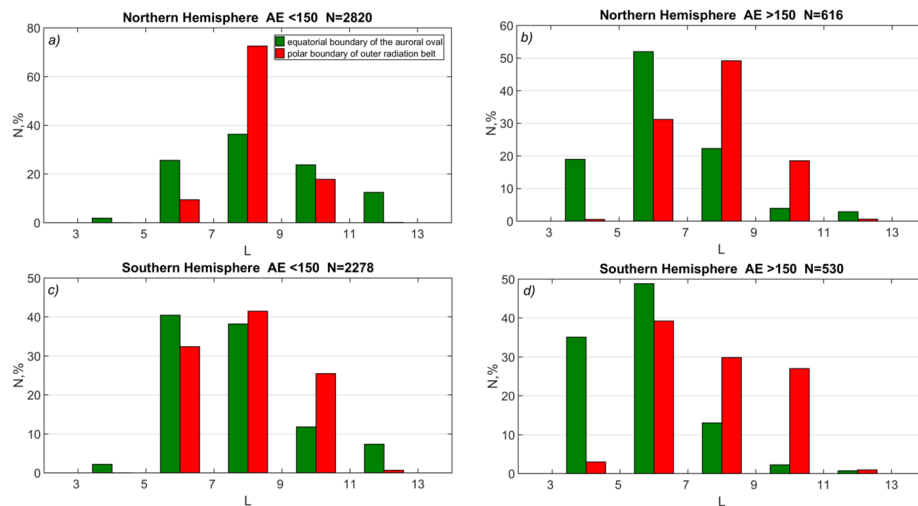 Northern Hemisphere AE <150 N=2820
a)
equatorial boundary of the auroral oval
polar boundary of outer radiation belt
80
60
40
20
0
N,%
3 5 7 9 11 13
L
Northern Hemisphere AE >150 N=616
b)
60
50
40
30
20
10
0
N,%
3 5 7 9 11 13
L
Southern Hemisphere AE <150 N=2278
c)
50
40
30
20
10
0
N,%
3 5 7 9 11 13
L
Southern Hemisphere AE >150 N=530
d)
50
40
30
20
10
0
N,%
3 5 7 9 11 13
L